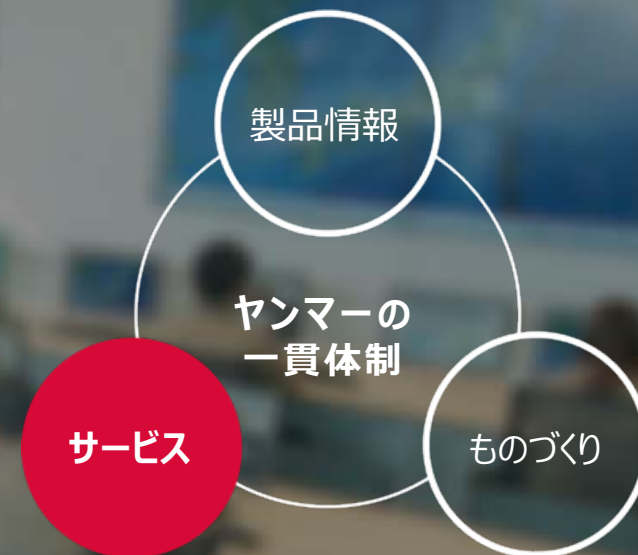 製品情報
ヤンマーの
一貫体制
サービス
ものづくり